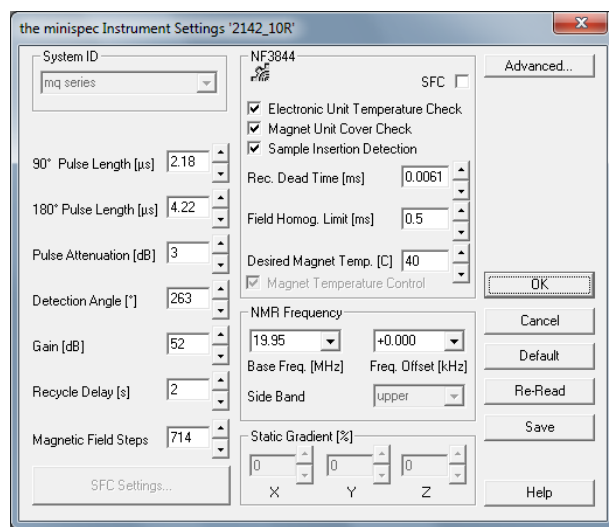 the minispec Instrument Settings '2142_10R'
System ID
mq series
90° Pulse Length [µs] 2.18
180° Pulse Length [µs] 4.22
Pulse Attenuation [dB] 3
Detection Angle [°] 263
Gain [dB] 52
Recycle Delay [s] 2
Magnetic Field Steps 714
SFC Settings...
NF3844
SFC
Electronic Unit Temperature Check
Magnet Unit Cover Check
Sample Insertion Detection
Rec. Dead Time [ms] 0.0061
Field Homog. Limit [ms] 0.5
Desired Magnet Temp. [C] 40
Magnet Temperature Control
NMR Frequency
19.95 +0.000
Base Freq. [MHz] Freq. Offset [kHz]
Side Band upper
Static Gradient [%]
0 0 0
X Y Z
Advanced...
OK
Cancel
Default
Re-Read
Save
Help